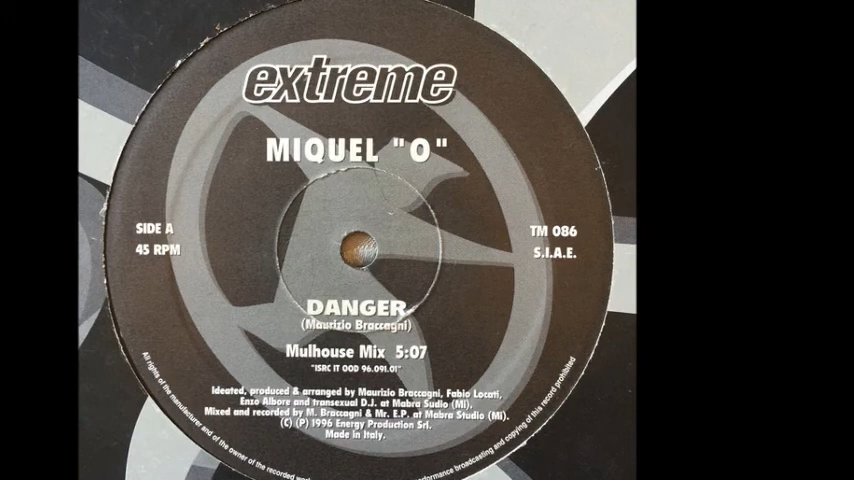 extreme
MIQUEL "O"
SIDE A
45 RPM
TM 086
S.I.A.E.
DANGER
(Maurizio Braccagni)
Mulhouse Mix 5:07
"ISRC IT 00D 96.091.01"
Ideated, produced & arranged by Maurizio Braccagni, Fabio Locati,
Enzo Albore and transexual D.J. at Mabra Sudio (Mi).
Mixed and recorded by M. Braccagni & Mr. E.P. at Mabra Studio (Mi).
(C) (P) 1996 Energy Production Srl.
Made in Italy.
All rights of the manufacturer and of the owner of the recorded
performance broadcasting and copying of this record prohibited